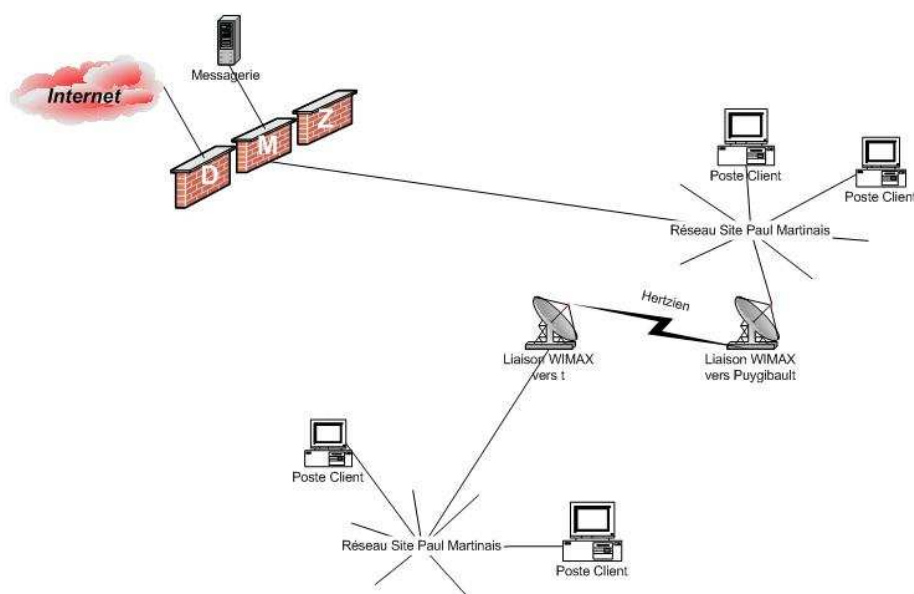 Messagerie
Internet
D
M
Z
Poste Client
Poste Client
Réseau Site Paul Martinais
Hertzien
Liaison WIMAX
vers t
Liaison WIMAX
vers Puygibault
Poste Client
Réseau Site Paul Martinais
Poste Client